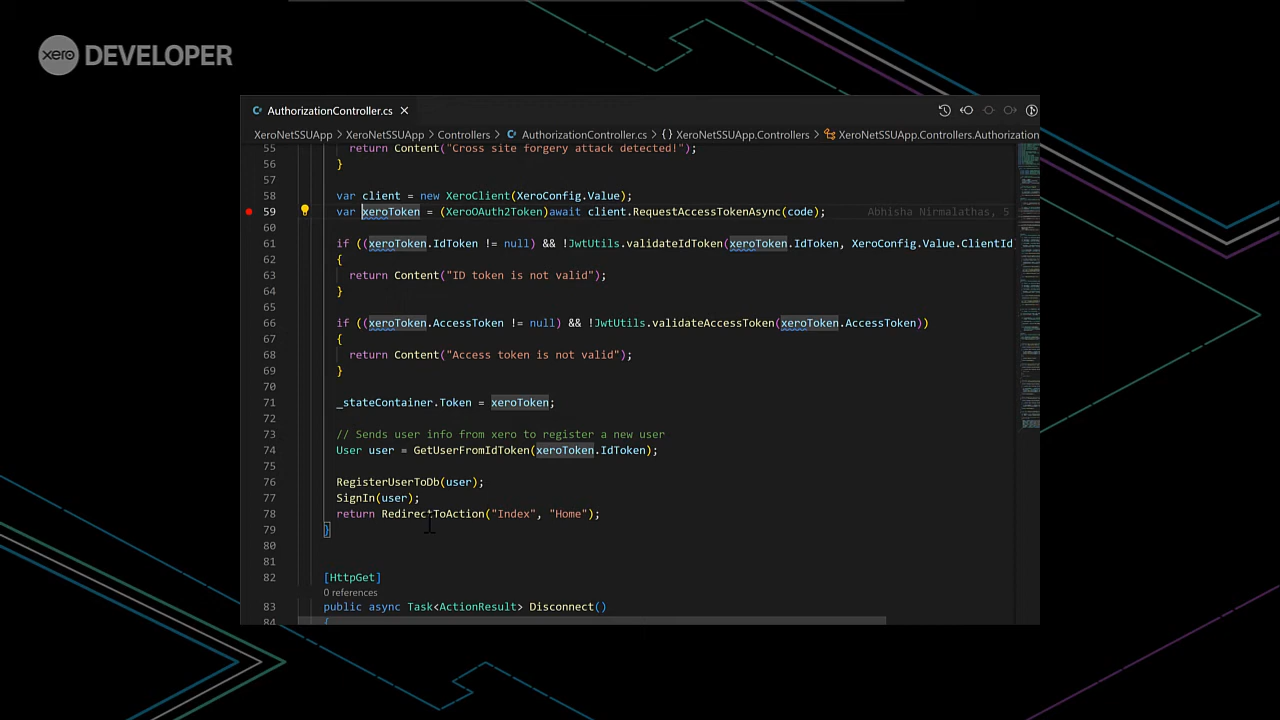 xero DEVELOPER
AuthorizationController.cs
XeroNetSSUApp > XeroNetSSUApp > Controllers > AuthorizationController.cs > {} XeroNetSSUApp.Controllers > XeroNetSSUApp.Controllers.Authorization
55 return Content("Cross site forgery attack detected!");
56 }
57
58 var client = new XeroClient(XeroConfig.Value);
59 var xeroToken = (XeroOAuth2Token)await client.RequestAccessTokenAsync(code); Abhisha Nirmalathas, 5
60
61 if ((xeroToken.IdToken != null) && !JwtUtils.validateIdToken(xeroToken.IdToken, XeroConfig.Value.ClientId
62 {
63 return Content("ID token is not valid");
64 }
65
66 if ((xeroToken.AccessToken != null) && !JwtUtils.validateAccessToken(xeroToken.AccessToken))
67 {
68 return Content("Access token is not valid");
69 }
70
71 _stateContainer.Token = xeroToken;
72
73 // Sends user info from xero to register a new user
74 User user = GetUserFromIdToken(xeroToken.IdToken);
75
76 RegisterUserToDb(user);
77 SignIn(user);
78 return RedirectToAction("Index", "Home");
79 }
80
81
82 [HttpGet]
0 references
83 public async Task<ActionResult> Disconnect()
84 {